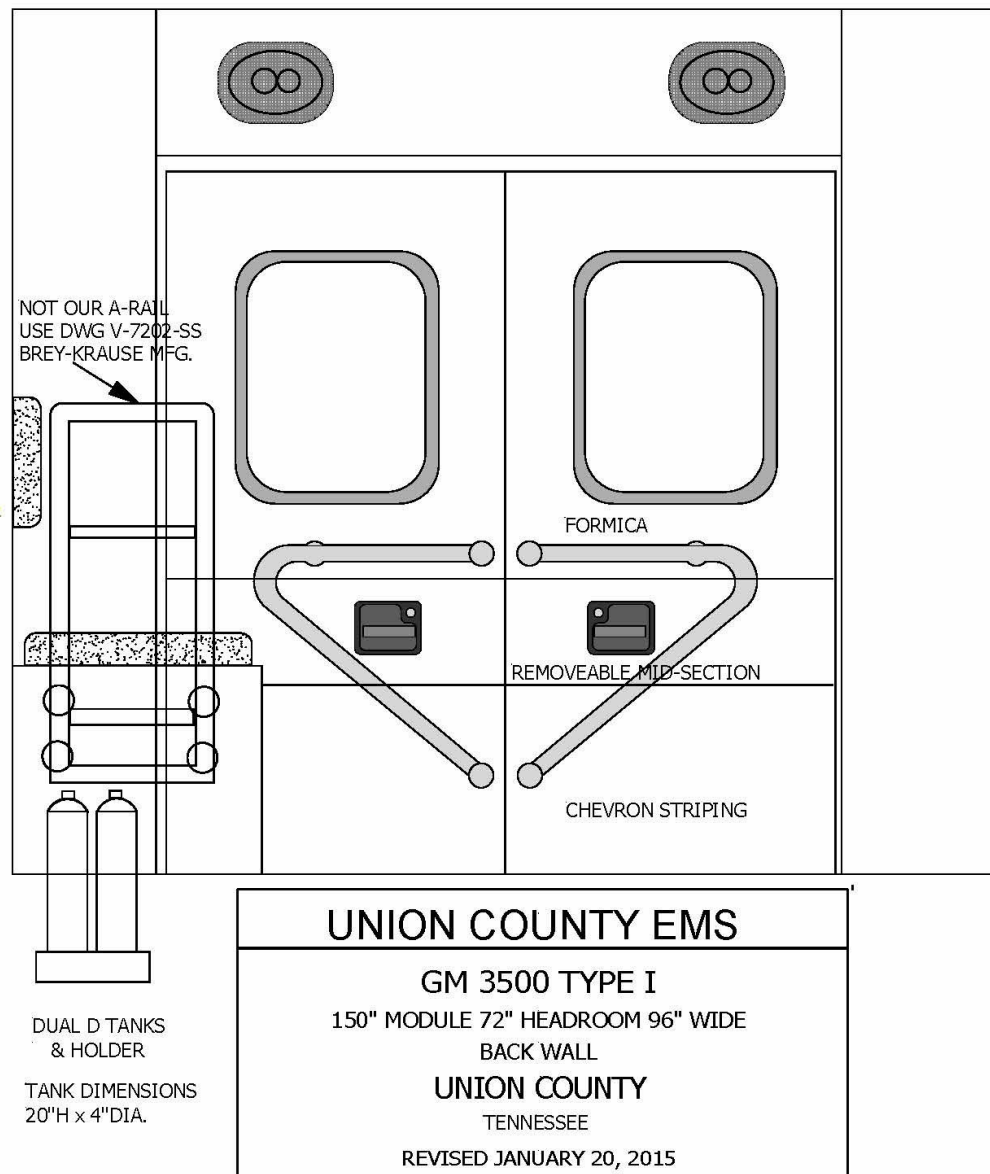 NOT OUR A-RAIL
USE DWG V-7202-SS
BREY-KRAUSE MFG.
FORMICA
REMOVEABLE MID-SECTION
CHEVRON STRIPING
DUAL D TANKS
& HOLDER
TANK DIMENSIONS
20"H x 4"DIA.
UNION COUNTY EMS
GM 3500 TYPE I
150" MODULE 72" HEADROOM 96" WIDE
BACK WALL
UNION COUNTY
TENNESSEE
REVISED JANUARY 20, 2015